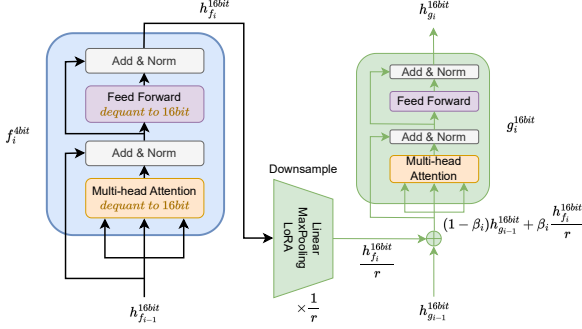 h_{f_i}^{16bit}
Add & Norm
Feed Forward
dequant to 16bit
f_i^{4bit}
Add & Norm
Multi-head Attention
dequant to 16bit
h_{f_{i-1}}^{16bit}
Downsample
Linear
MaxPooling
LoRA
× \frac{1}{r}
\frac{h_{f_i}^{16bit}}{r}
h_{g_i}^{16bit}
Add & Norm
Feed Forward
g_i^{16bit}
Add & Norm
Multi-head
Attention
(1 − β_i)h_{g_{i-1}}^{16bit} + β_i \frac{h_{f_i}^{16bit}}{r}
h_{g_{i-1}}^{16bit}